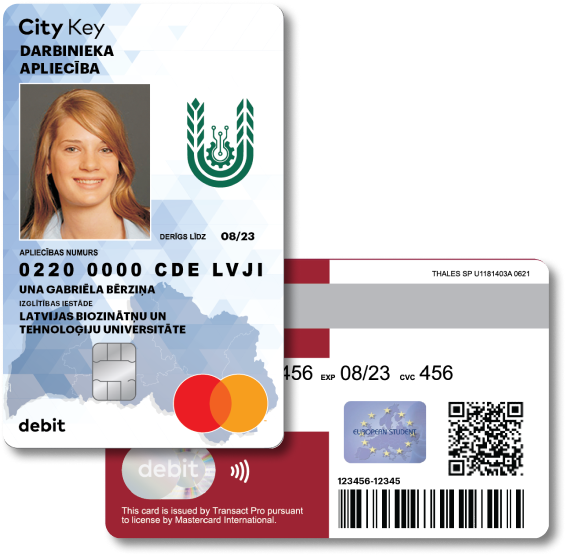 City Key
DARBINIEKA
APLIECĪBA
DERĪGS LĪDZ 08/23
APLIECĪBAS NUMURS
0220 0000 CDE LVJI
UNA GABRIĒLA BĒRZIŅA
IZGLĪTĪBAS IESTĀDE
LATVIJAS BIOZINĀTŅU UN
TEHNOLOĢIJU UNIVERSITĀTE
debit
THALES SP U1181403A 0621
456 EXP 08/23 CVC 456
EUROPEAN STUDENT
debit
123456-12345
This card is issued by Transact Pro pursuant
to license by Mastercard International.